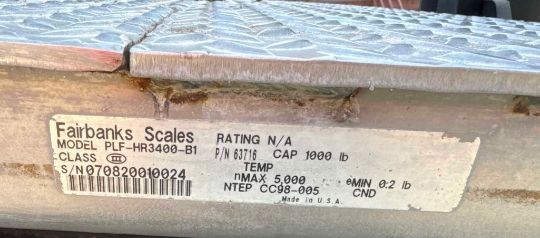 Fairbanks Scales
MODEL PLF-HR3400-B1
CLASS III
S/N 070820010024
RATING N/A
P/N 63716 CAP 1000 lb
TEMP
nMAX 5,000 eMIN 0.2 lb
NTEP CC98-005 CND
Made in U.S.A.